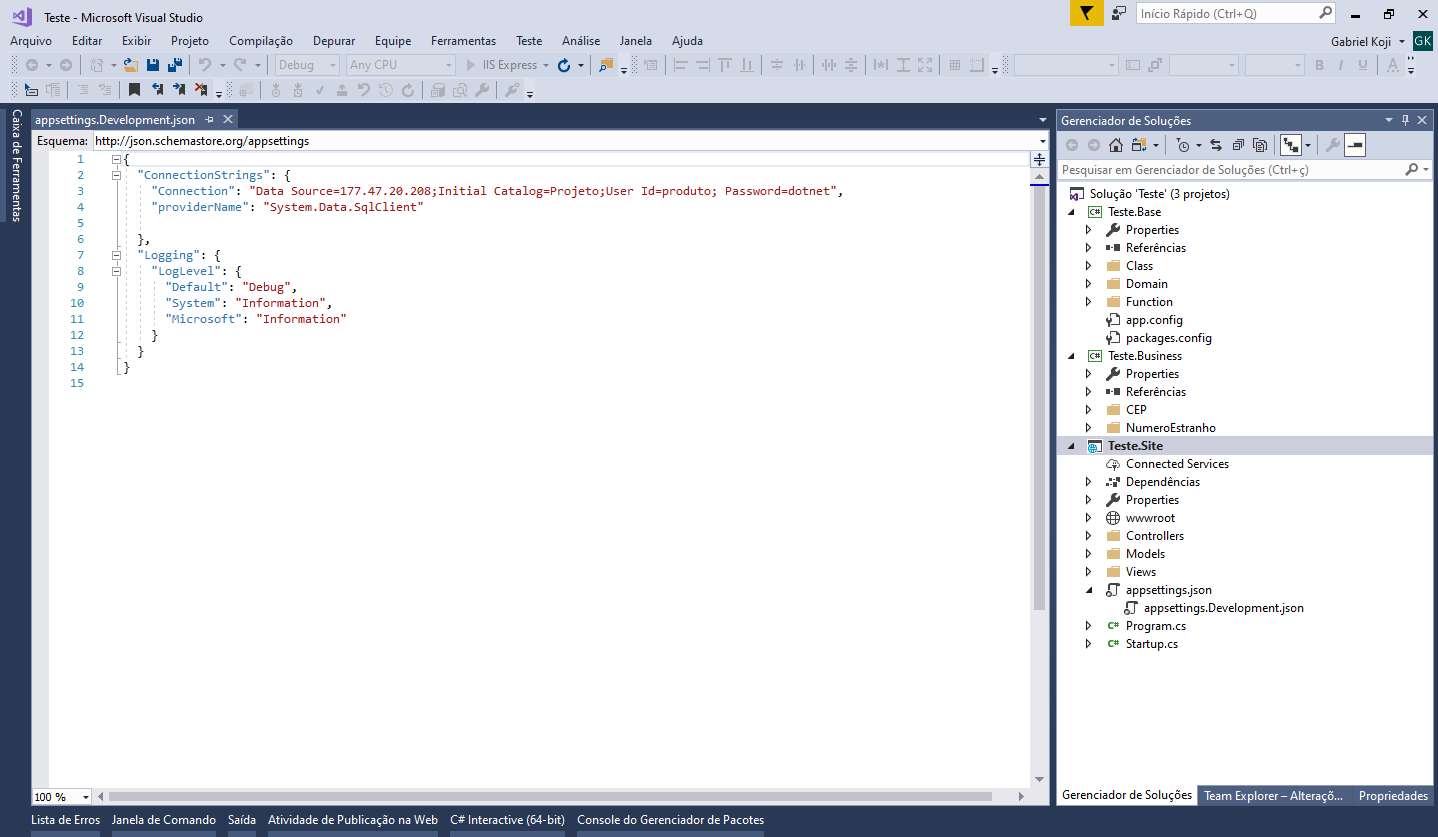 Teste - Microsoft Visual Studio
Início Rápido (Ctrl+Q)
Arquivo Editar Exibir Projeto Compilação Depurar Equipe Ferramentas Teste Análise Janela Ajuda
Gabriel Koji GK
Debug Any CPU IIS Express
Caixa de Ferramentas
appsettings.Development.json
Esquema: http://json.schemastore.org/appsettings
1 {
2 "ConnectionStrings": {
3 "Connection": "Data Source=177.47.20.208;Initial Catalog=Projeto;User Id=produto; Password=dotnet",
4 "providerName": "System.Data.SqlClient"
5
6 },
7 "Logging": {
8 "LogLevel": {
9 "Default": "Debug",
10 "System": "Information",
11 "Microsoft": "Information"
12 }
13 }
14 }
15
100 %
Gerenciador de Soluções
Pesquisar em Gerenciador de Soluções (Ctrl+ç)
Solução 'Teste' (3 projetos)
C# Teste.Base
Properties
Referências
Class
Domain
Function
app.config
packages.config
C# Teste.Business
Properties
Referências
CEP
NumeroEstranho
Teste.Site
Connected Services
Dependências
Properties
wwwroot
Controllers
Models
Views
appsettings.json
appsettings.Development.json
C# Program.cs
C# Startup.cs
Gerenciador de Soluções Team Explorer – Alteraçõ... Propriedades
Lista de Erros Janela de Comando Saída Atividade de Publicação na Web C# Interactive (64-bit) Console do Gerenciador de Pacotes